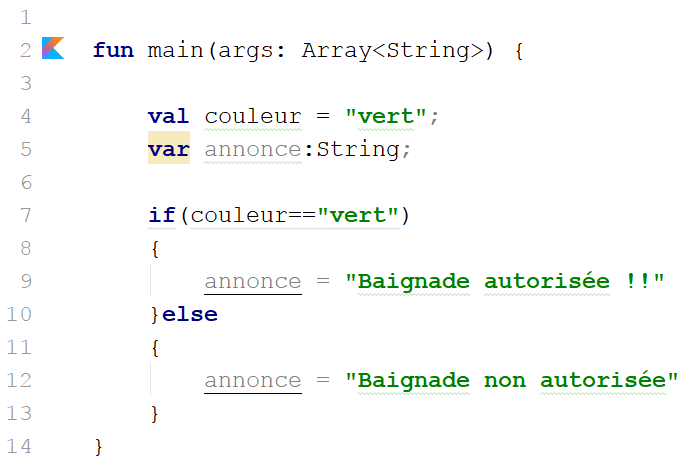 1
2 fun main(args: Array<String>) {
3
4 val couleur = "vert";
5 var annonce:String;
6
7 if(couleur=="vert")
8 {
9 annonce = "Baignade autorisée !!"
10 }else
11 {
12 annonce = "Baignade non autorisée"
13 }
14 }